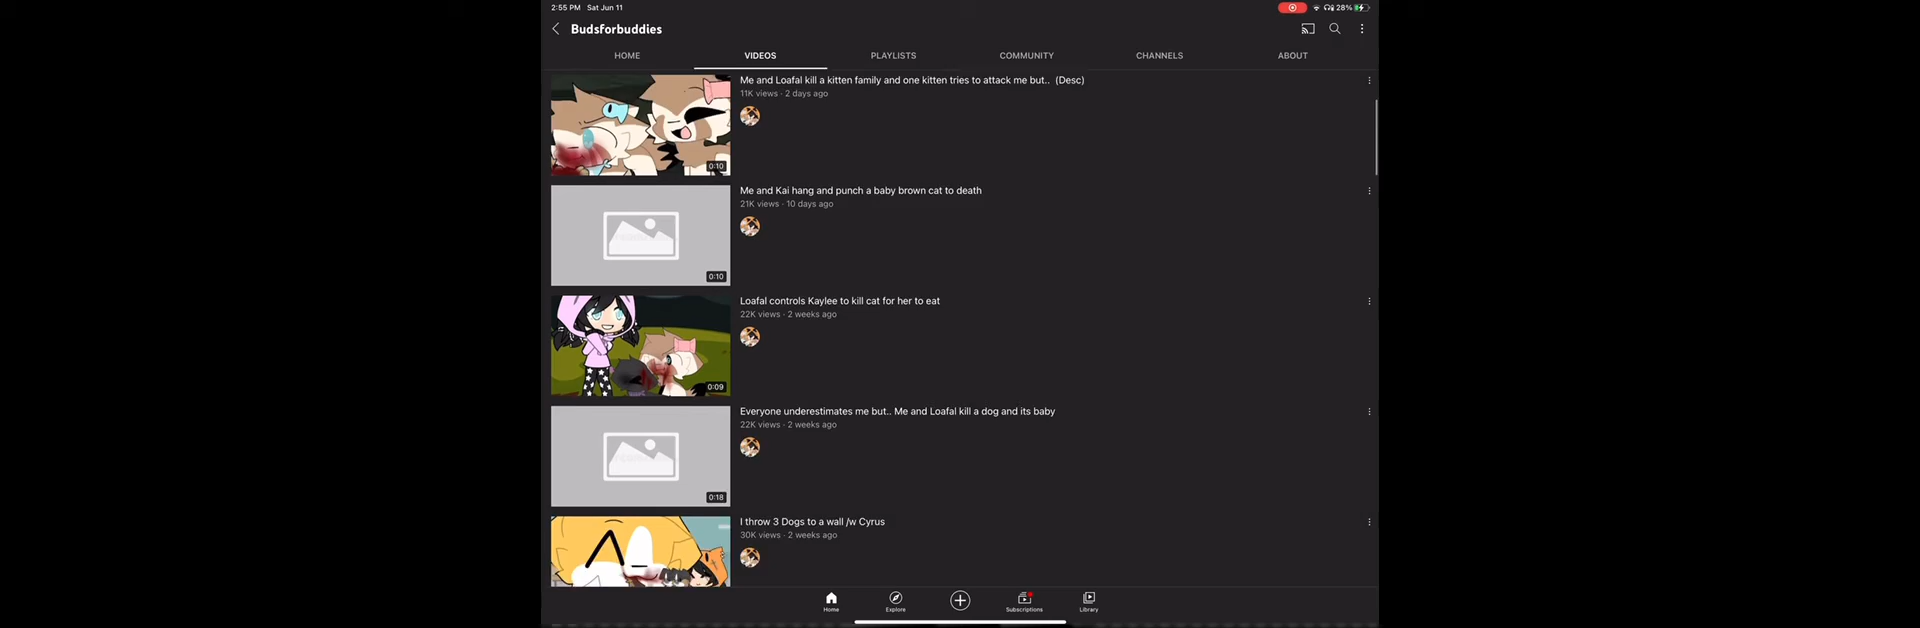 2:55 PM Sat Jun 11
28%
Budsforbuddies
HOME VIDEOS PLAYLISTS COMMUNITY CHANNELS ABOUT
Me and Loafal kill a kitten family and one kitten tries to attack me but.. (Desc)
11K views · 2 days ago
0:10
Me and Kai hang and punch a baby brown cat to death
21K views · 10 days ago
0:10
Loafal controls Kaylee to kill cat for her to eat
22K views · 2 weeks ago
0:09
Everyone underestimates me but.. Me and Loafal kill a dog and its baby
22K views · 2 weeks ago
0:18
I throw 3 Dogs to a wall /w Cyrus
30K views · 2 weeks ago
Home Explore Subscriptions Library